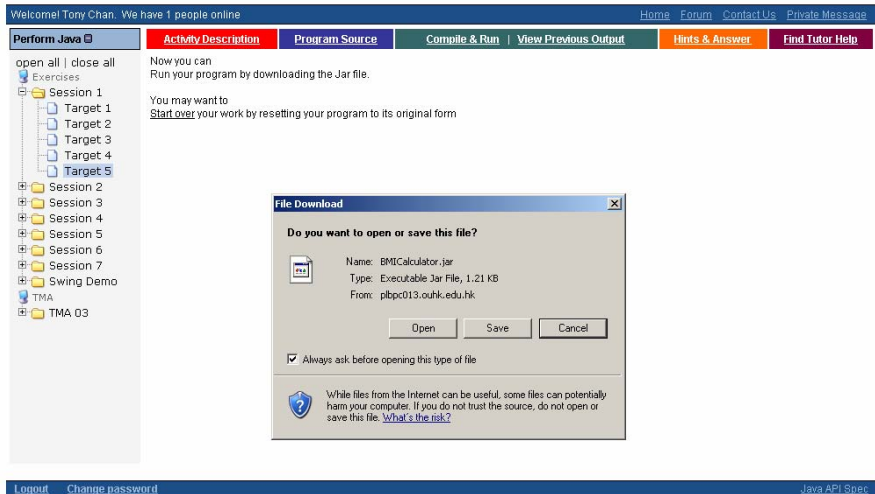 Welcome! Tony Chan. We have 1 people online
Home Forum Contact Us Private Message
Perform Java
Activity Description Program Source Compile & Run | View Previous Output Hints & Answer Find Tutor Help
open all | close all
Exercises
Session 1
Target 1
Target 2
Target 3
Target 4
Target 5
Session 2
Session 3
Session 4
Session 5
Session 6
Session 7
Swing Demo
TMA
TMA 03
Now you can
Run your program by downloading the Jar file.
You may want to
Start over your work by resetting your program to its original form
File Download
Do you want to open or save this file?
Name: BMICalculator.jar
Type: Executable Jar File, 1.21 KB
From: plbpc013.ouhk.edu.hk
Open Save Cancel
Always ask before opening this type of file
While files from the Internet can be useful, some files can potentially
harm your computer. If you do not trust the source, do not open or
save this file. What's the risk?
Logout Change password
Java API Spec